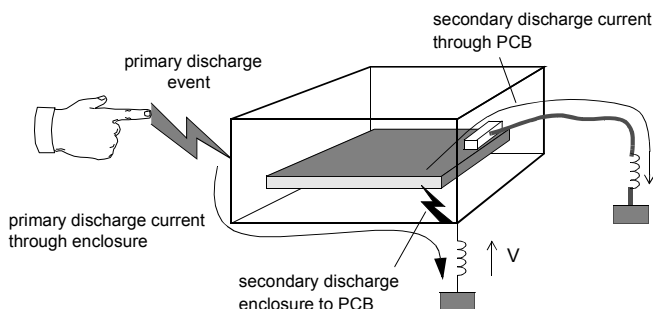 secondary discharge current
through PCB
primary discharge
event
primary discharge current
through enclosure
V
secondary discharge
enclosure to PCB